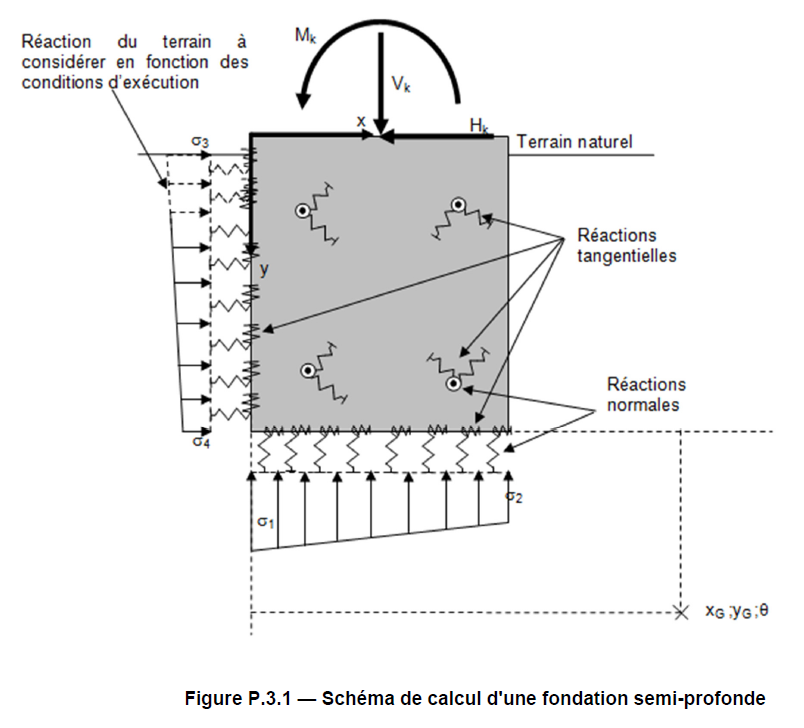 Réaction du terrain à
considérer en fonction des
conditions d'exécution
Mk
Vk
x
Hk
σ3
Terrain naturel
y
Réactions
tangentielles
Réactions
normales
σ4
σ1
σ2
xG ;yG ;θ
Figure P.3.1 — Schéma de calcul d'une fondation semi-profonde